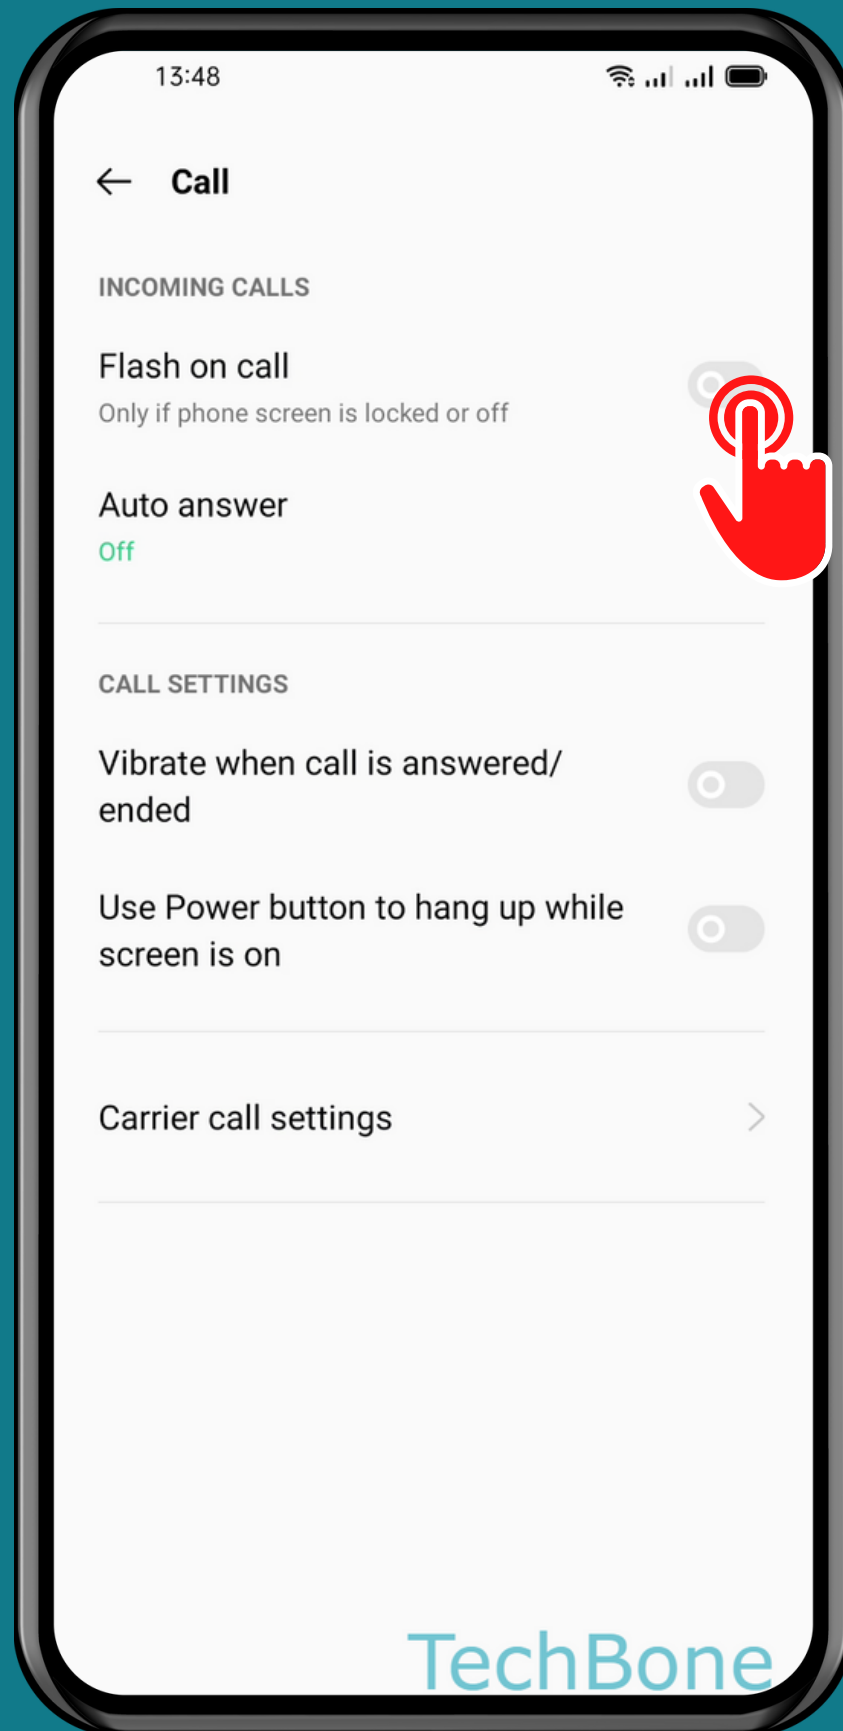 13:48
Call
INCOMING CALLS
Flash on call
Only if phone screen is locked or off
Auto answer
Off
CALL SETTINGS
Vibrate when call is answered/
ended
Use Power button to hang up while
screen is on
Carrier call settings
TechBone